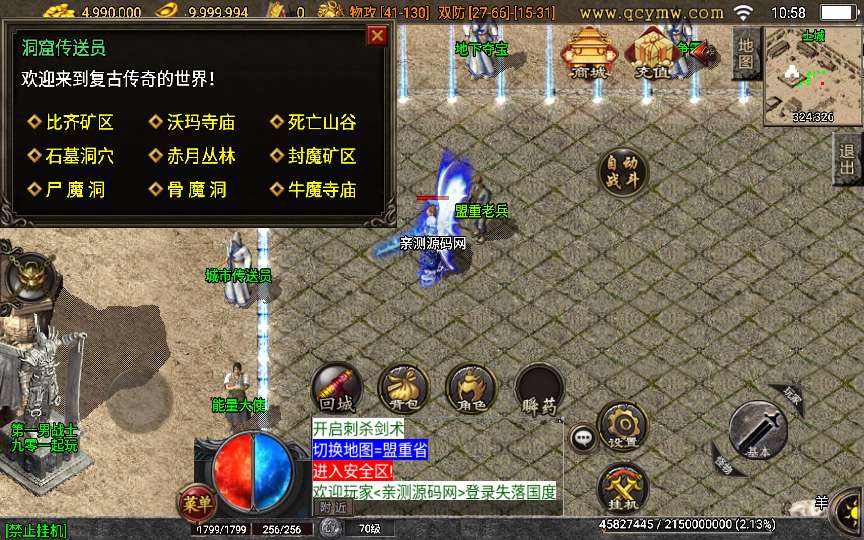 4,990,000
9,999,994
0
物攻 [41-130] 双防 [27-66]-[15-31]
www.qcymw.com
10:58
洞窟传送员
欢迎来到复古传奇的世界!
比齐矿区 沃玛寺庙 死亡山谷
石墓洞穴 赤月丛林 封魔矿区
尸魔洞 骨魔洞 牛魔寺庙
地下夺宝
商城
充值
地图
土城
324:326
退出
自动战斗
盟重老兵
亲测源码网
城市传送员
能量大使
第一男战士
九零一起玩
回城
背包
角色
瞬药
开启刺杀剑术
切换地图=盟重省
进入安全区!
欢迎玩家<亲测源码网>登录失落国度
附近
设置
挂机
玩家
基本
怪物
羊
菜单
[禁止挂机]
1799/1799
256/256
70级
45827445 / 2150000000 (2.13%)